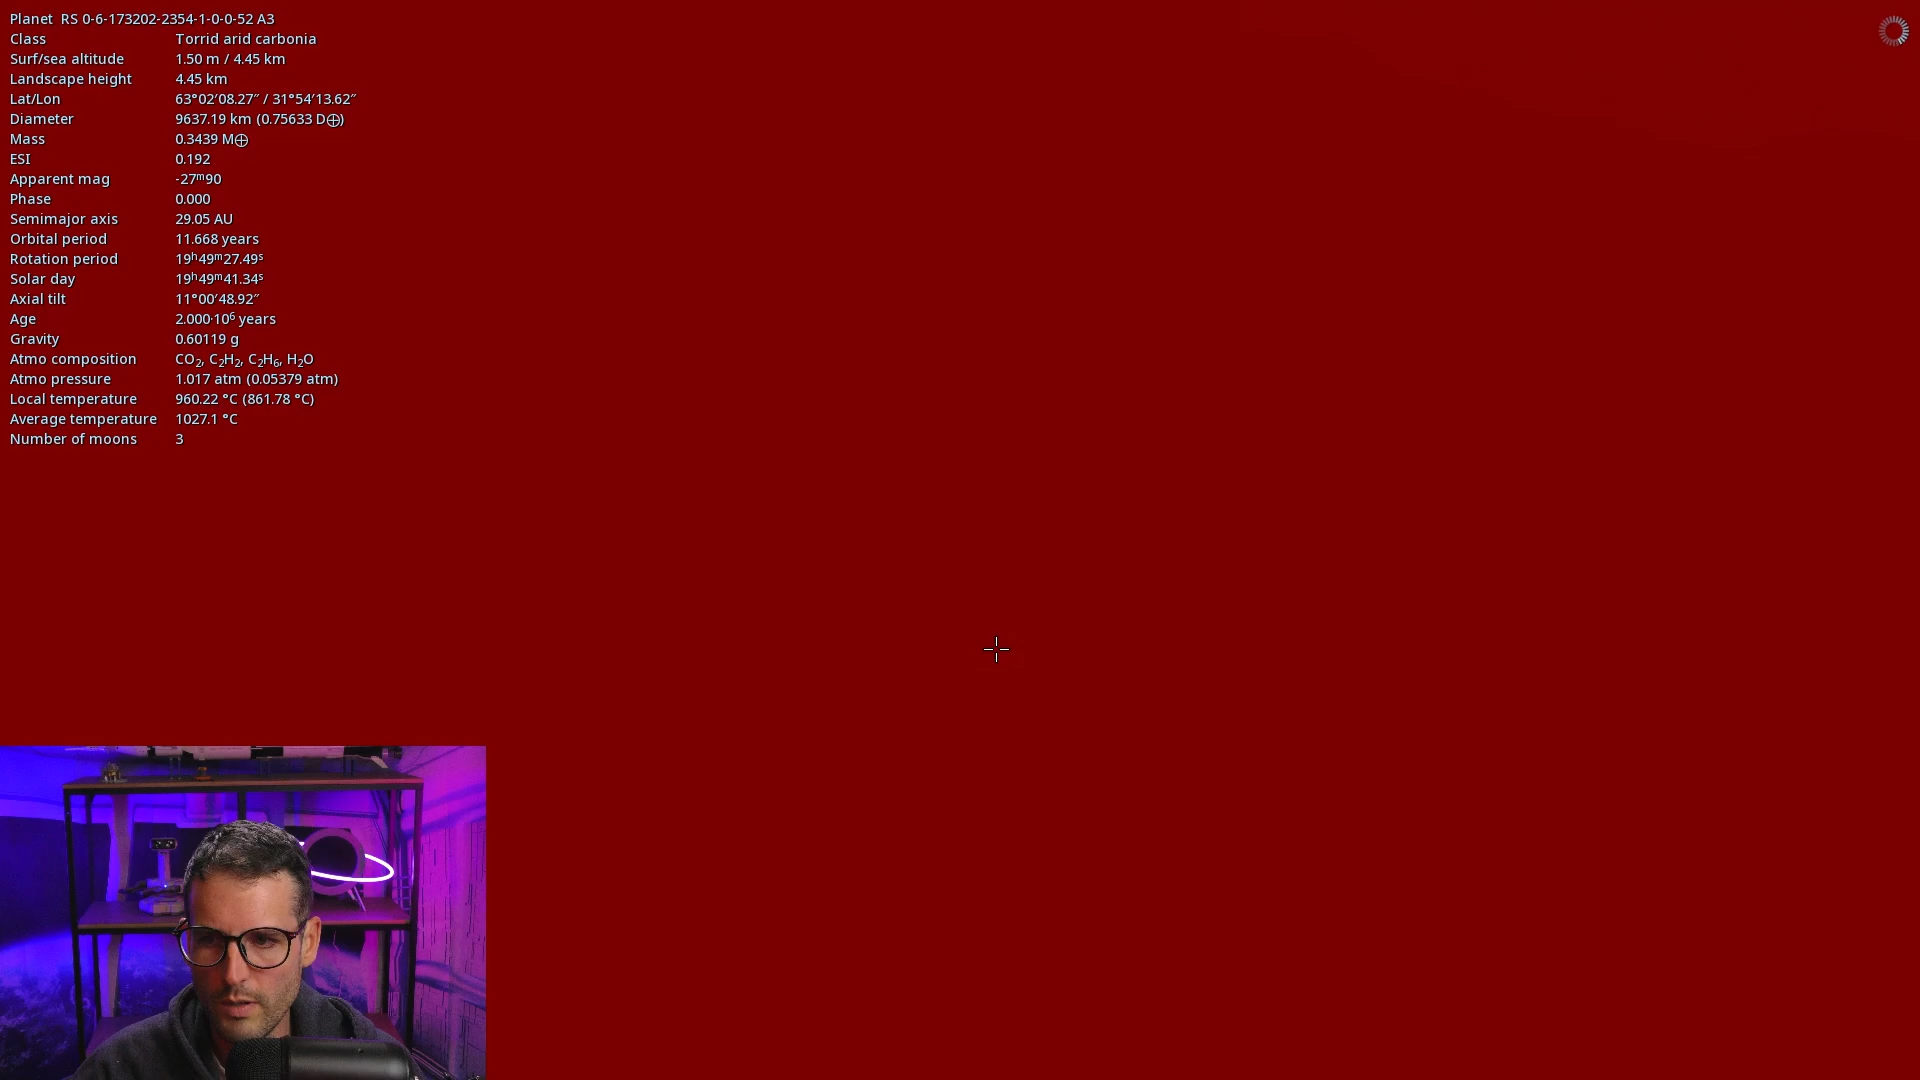 Planet RS 0-6-173202-2354-1-0-0-52 A3
Class Torrid arid carbonia
Surf/sea altitude 1.50 m / 4.45 km
Landscape height 4.45 km
Lat/Lon 63°02′08.27″ / 31°54′13.62″
Diameter 9637.19 km (0.75633 D⊕)
Mass 0.3439 M⊕
ESI 0.192
Apparent mag -27ᵐ90
Phase 0.000
Semimajor axis 29.05 AU
Orbital period 11.668 years
Rotation period 19ʰ49ᵐ27.49ˢ
Solar day 19ʰ49ᵐ41.34ˢ
Axial tilt 11°00′48.92″
Age 2.000·10⁶ years
Gravity 0.60119 g
Atmo composition CO₂, C₂H₂, C₂H₆, H₂O
Atmo pressure 1.017 atm (0.05379 atm)
Local temperature 960.22 °C (861.78 °C)
Average temperature 1027.1 °C
Number of moons 3